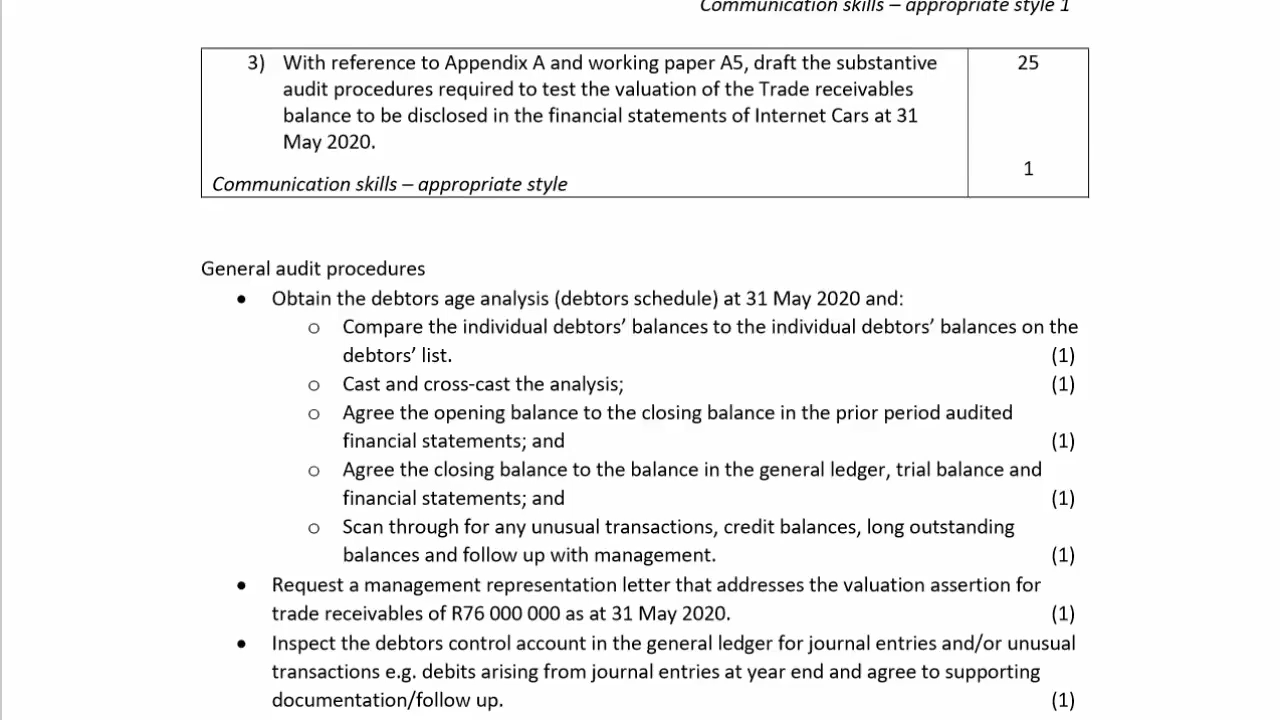 Communication skills – appropriate style 1
3) With reference to Appendix A and working paper A5, draft the substantive 25
audit procedures required to test the valuation of the Trade receivables
balance to be disclosed in the financial statements of Internet Cars at 31
May 2020.
1
Communication skills – appropriate style
General audit procedures
• Obtain the debtors age analysis (debtors schedule) at 31 May 2020 and:
o Compare the individual debtors’ balances to the individual debtors’ balances on the
debtors’ list. (1)
o Cast and cross-cast the analysis; (1)
o Agree the opening balance to the closing balance in the prior period audited
financial statements; and (1)
o Agree the closing balance to the balance in the general ledger, trial balance and
financial statements; and (1)
o Scan through for any unusual transactions, credit balances, long outstanding
balances and follow up with management. (1)
• Request a management representation letter that addresses the valuation assertion for
trade receivables of R76 000 000 as at 31 May 2020. (1)
• Inspect the debtors control account in the general ledger for journal entries and/or unusual
transactions e.g. debits arising from journal entries at year end and agree to supporting
documentation/follow up. (1)